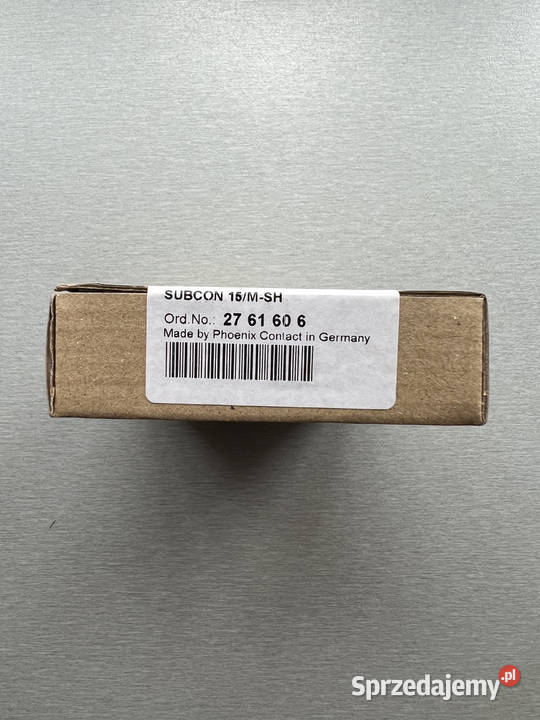 SUBCON 15/M-SH
Ord.No.: 27 61 60 6
Made by Phoenix Contact in Germany
Sprzedajemy.pl